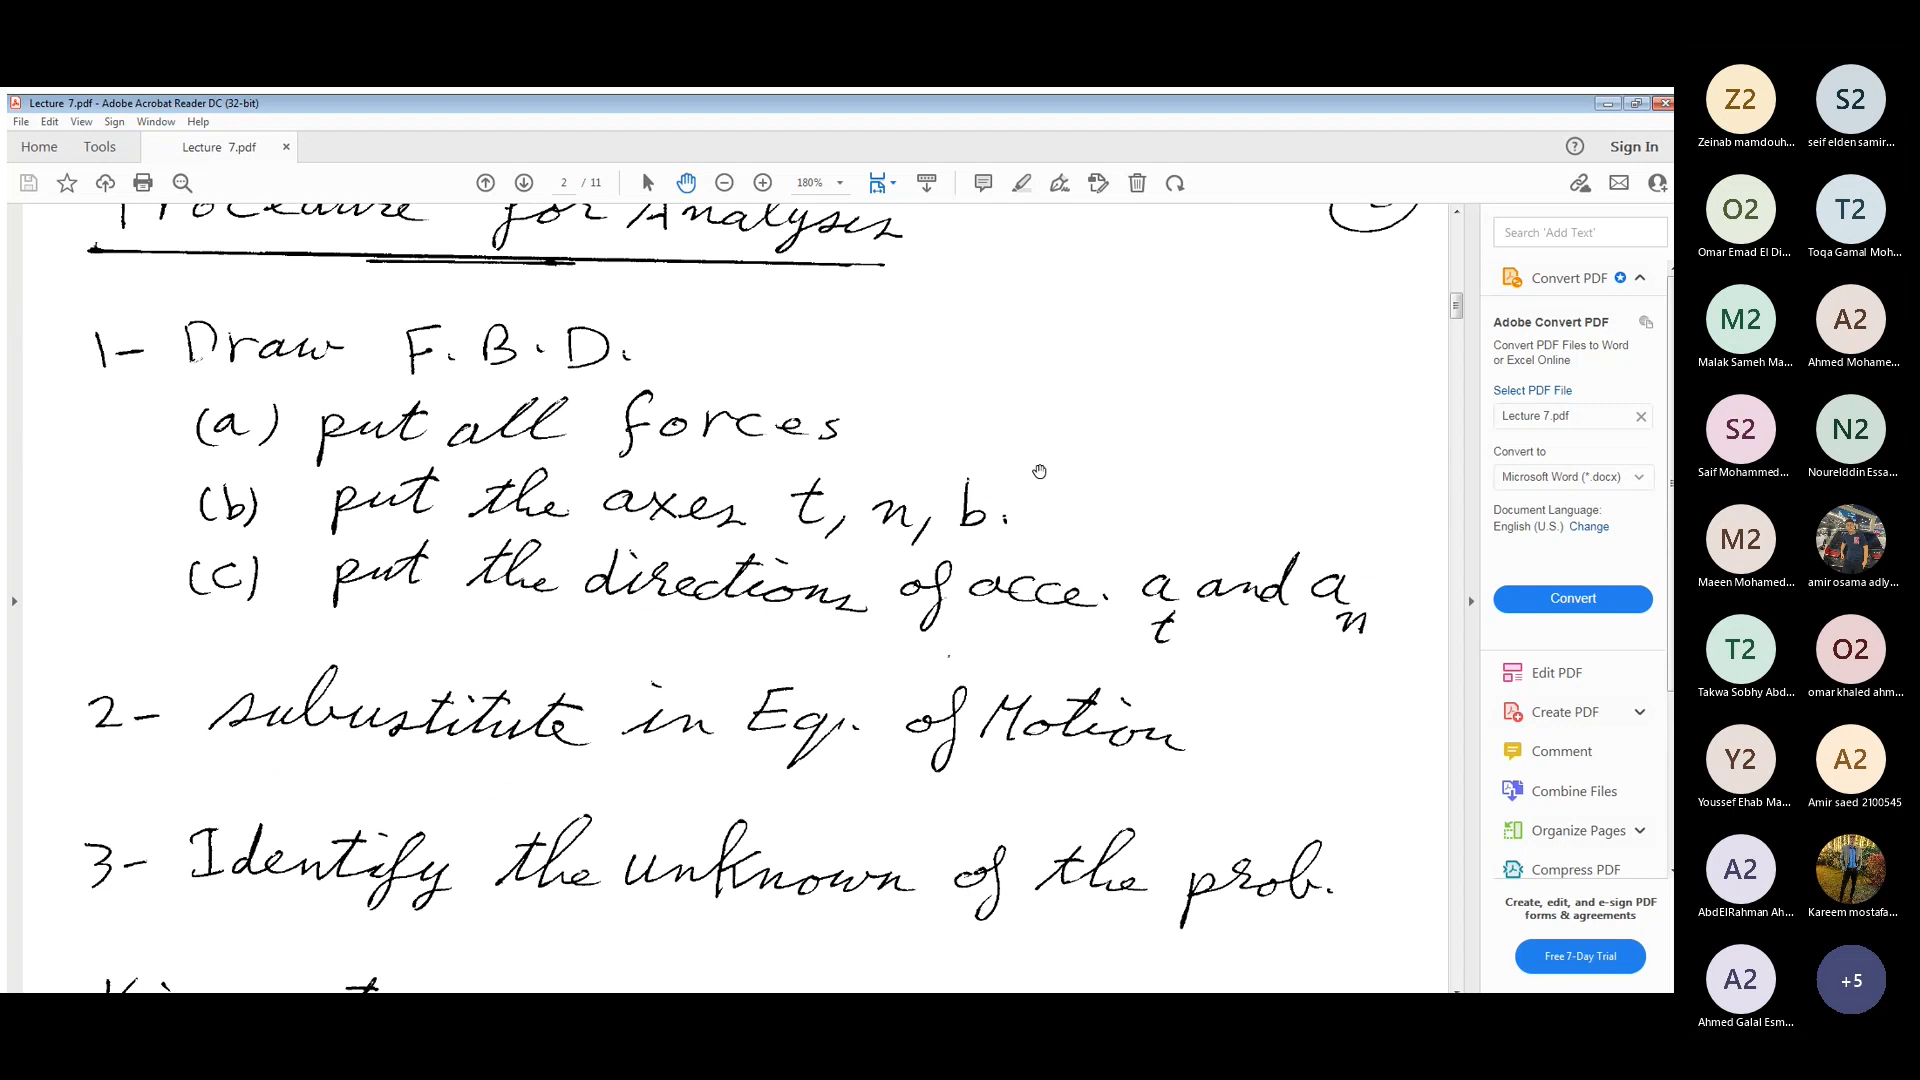 Lecture 7.pdf - Adobe Acrobat Reader DC (32-bit)
File Edit View Sign Window Help
Home Tools Lecture 7.pdf × ? Sign In
2 / 11 180%
Procedure for Analysis
1- Draw F.B.D.
(a) put all forces
(b) put the axes t, n, b.
(c) put the directions of acce. a_t and a_n
2- subustitute in Eq. of Motion
3- Identify the unknown of the prob.
Search 'Add Text'
Convert PDF
Adobe Convert PDF
Convert PDF Files to Word
or Excel Online
Select PDF File
Lecture 7.pdf
Convert to
Microsoft Word (*.docx)
Document Language:
English (U.S.) Change
Convert
Edit PDF
Create PDF
Comment
Combine Files
Organize Pages
Compress PDF
Create, edit, and e-sign PDF
forms & agreements
Free 7-Day Trial
Z2 S2
Zeinab mamdouh... seif elden samir...
O2 T2
Omar Emad El Di... Toqa Gamal Moh...
M2 A2
Malak Sameh Ma... Ahmed Mohame...
S2 N2
Saif Mohammed... Nourelddin Essa...
M2
Maeen Mohamed... amir osama adly...
T2 O2
Takwa Sobhy Abd... omar khaled ahm...
Y2 A2
Youssef Ehab Ma... Amir saed 2100545
A2
AbdElRahman Ah... Kareem mostafa...
A2 +5
Ahmed Galal Esm...